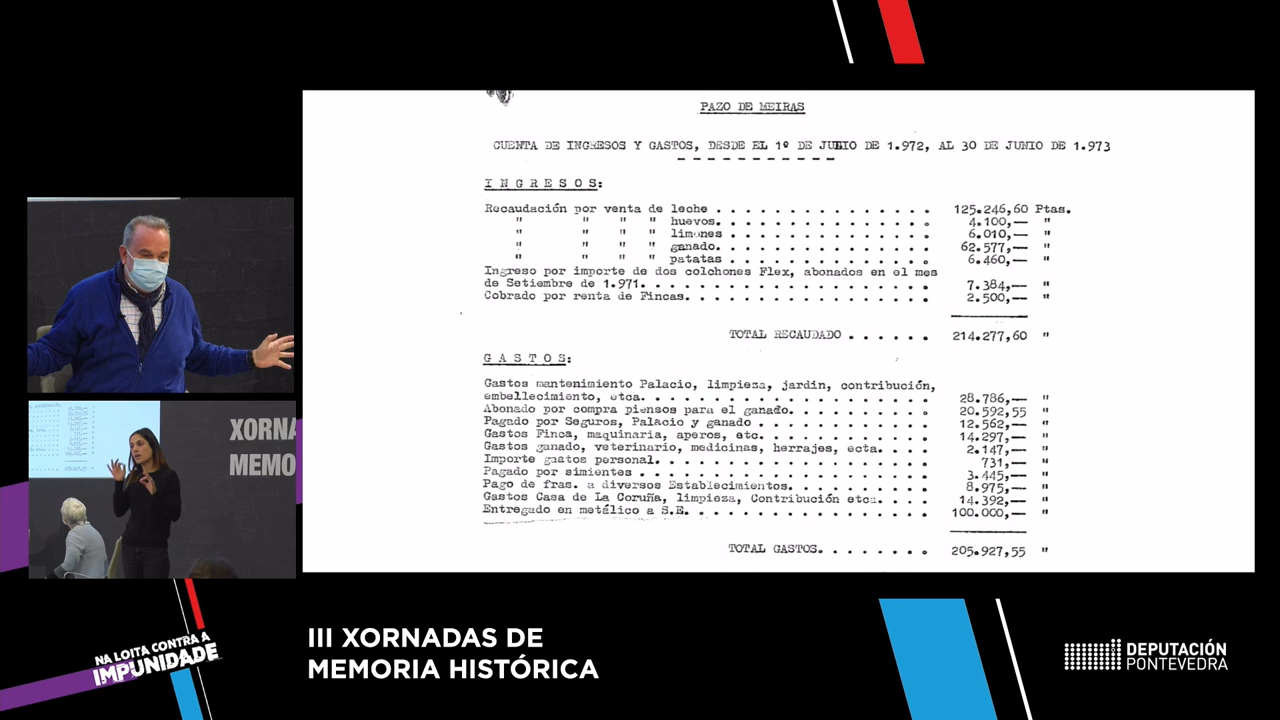 PAZO DE MEIRAS
CUENTA DE INGRESOS Y GASTOS, DESDE EL 1º DE JULIO DE 1.972, AL 30 DE JUNIO DE 1.973
INGRESOS:
Recaudación por venta de leche . . . . . . . . . . . . . . . 125.246,60 Ptas.
" " " " huevos. . . . . . . . . . . . . . . 4.100,— "
" " " " limones . . . . . . . . . . . . . . 6.010,— "
" " " " ganado. . . . . . . . . . . . . . . 62.577,— "
" " " " patatas . . . . . . . . . . . . . . 6.460,— "
Ingreso por importe de dos colchones Flex, abonados en el mes
de Setiembre de 1.971. . . . . . . . . . . . . . . . . . . . 7.384,— "
Cobrado por renta de Fincas. . . . . . . . . . . . . . . . . 2.500,— "
TOTAL RECAUDADO . . . . . . 214.277,60 "
GASTOS:
Gastos mantenimiento Palacio, limpieza, jardin, contribución,
embellecimiento, etca. . . . . . . . . . . . . . . . . . . . 28.786,— "
Abonado por compra piensos para el ganado. . . . . . . . . . 20.592,55 "
Pagado por Seguros, Palacio y ganado . . . . . . . . . . . . 12.562,— "
Gastos Finca, maquinaria, aperos, etc. . . . . . . . . . . . 14.297,— "
Gastos ganado, veterinario, medicinas, herrajes, ecta. . . . 2.147,— "
Importe gastos personal. . . . . . . . . . . . . . . . . . . 731,— "
Pagado por simientes . . . . . . . . . . . . . . . . . . . . 3.445,— "
Pago de fras. a diversos Establecimientos. . . . . . . . . . 8.975,— "
Gastos Casa de La Coruña, limpieza, Contribución etca. . . . 14.392,— "
Entregado en metálico a S.E. . . . . . . . . . . . . . . . . 100.000,— "
TOTAL GASTOS. . . . . . . . 205.927,55 "
XORNA
MEMO
NA LOITA CONTRA A
IMPUNIDADE
III XORNADAS DE
MEMORIA HISTÓRICA
DEPUTACIÓN
PONTEVEDRA